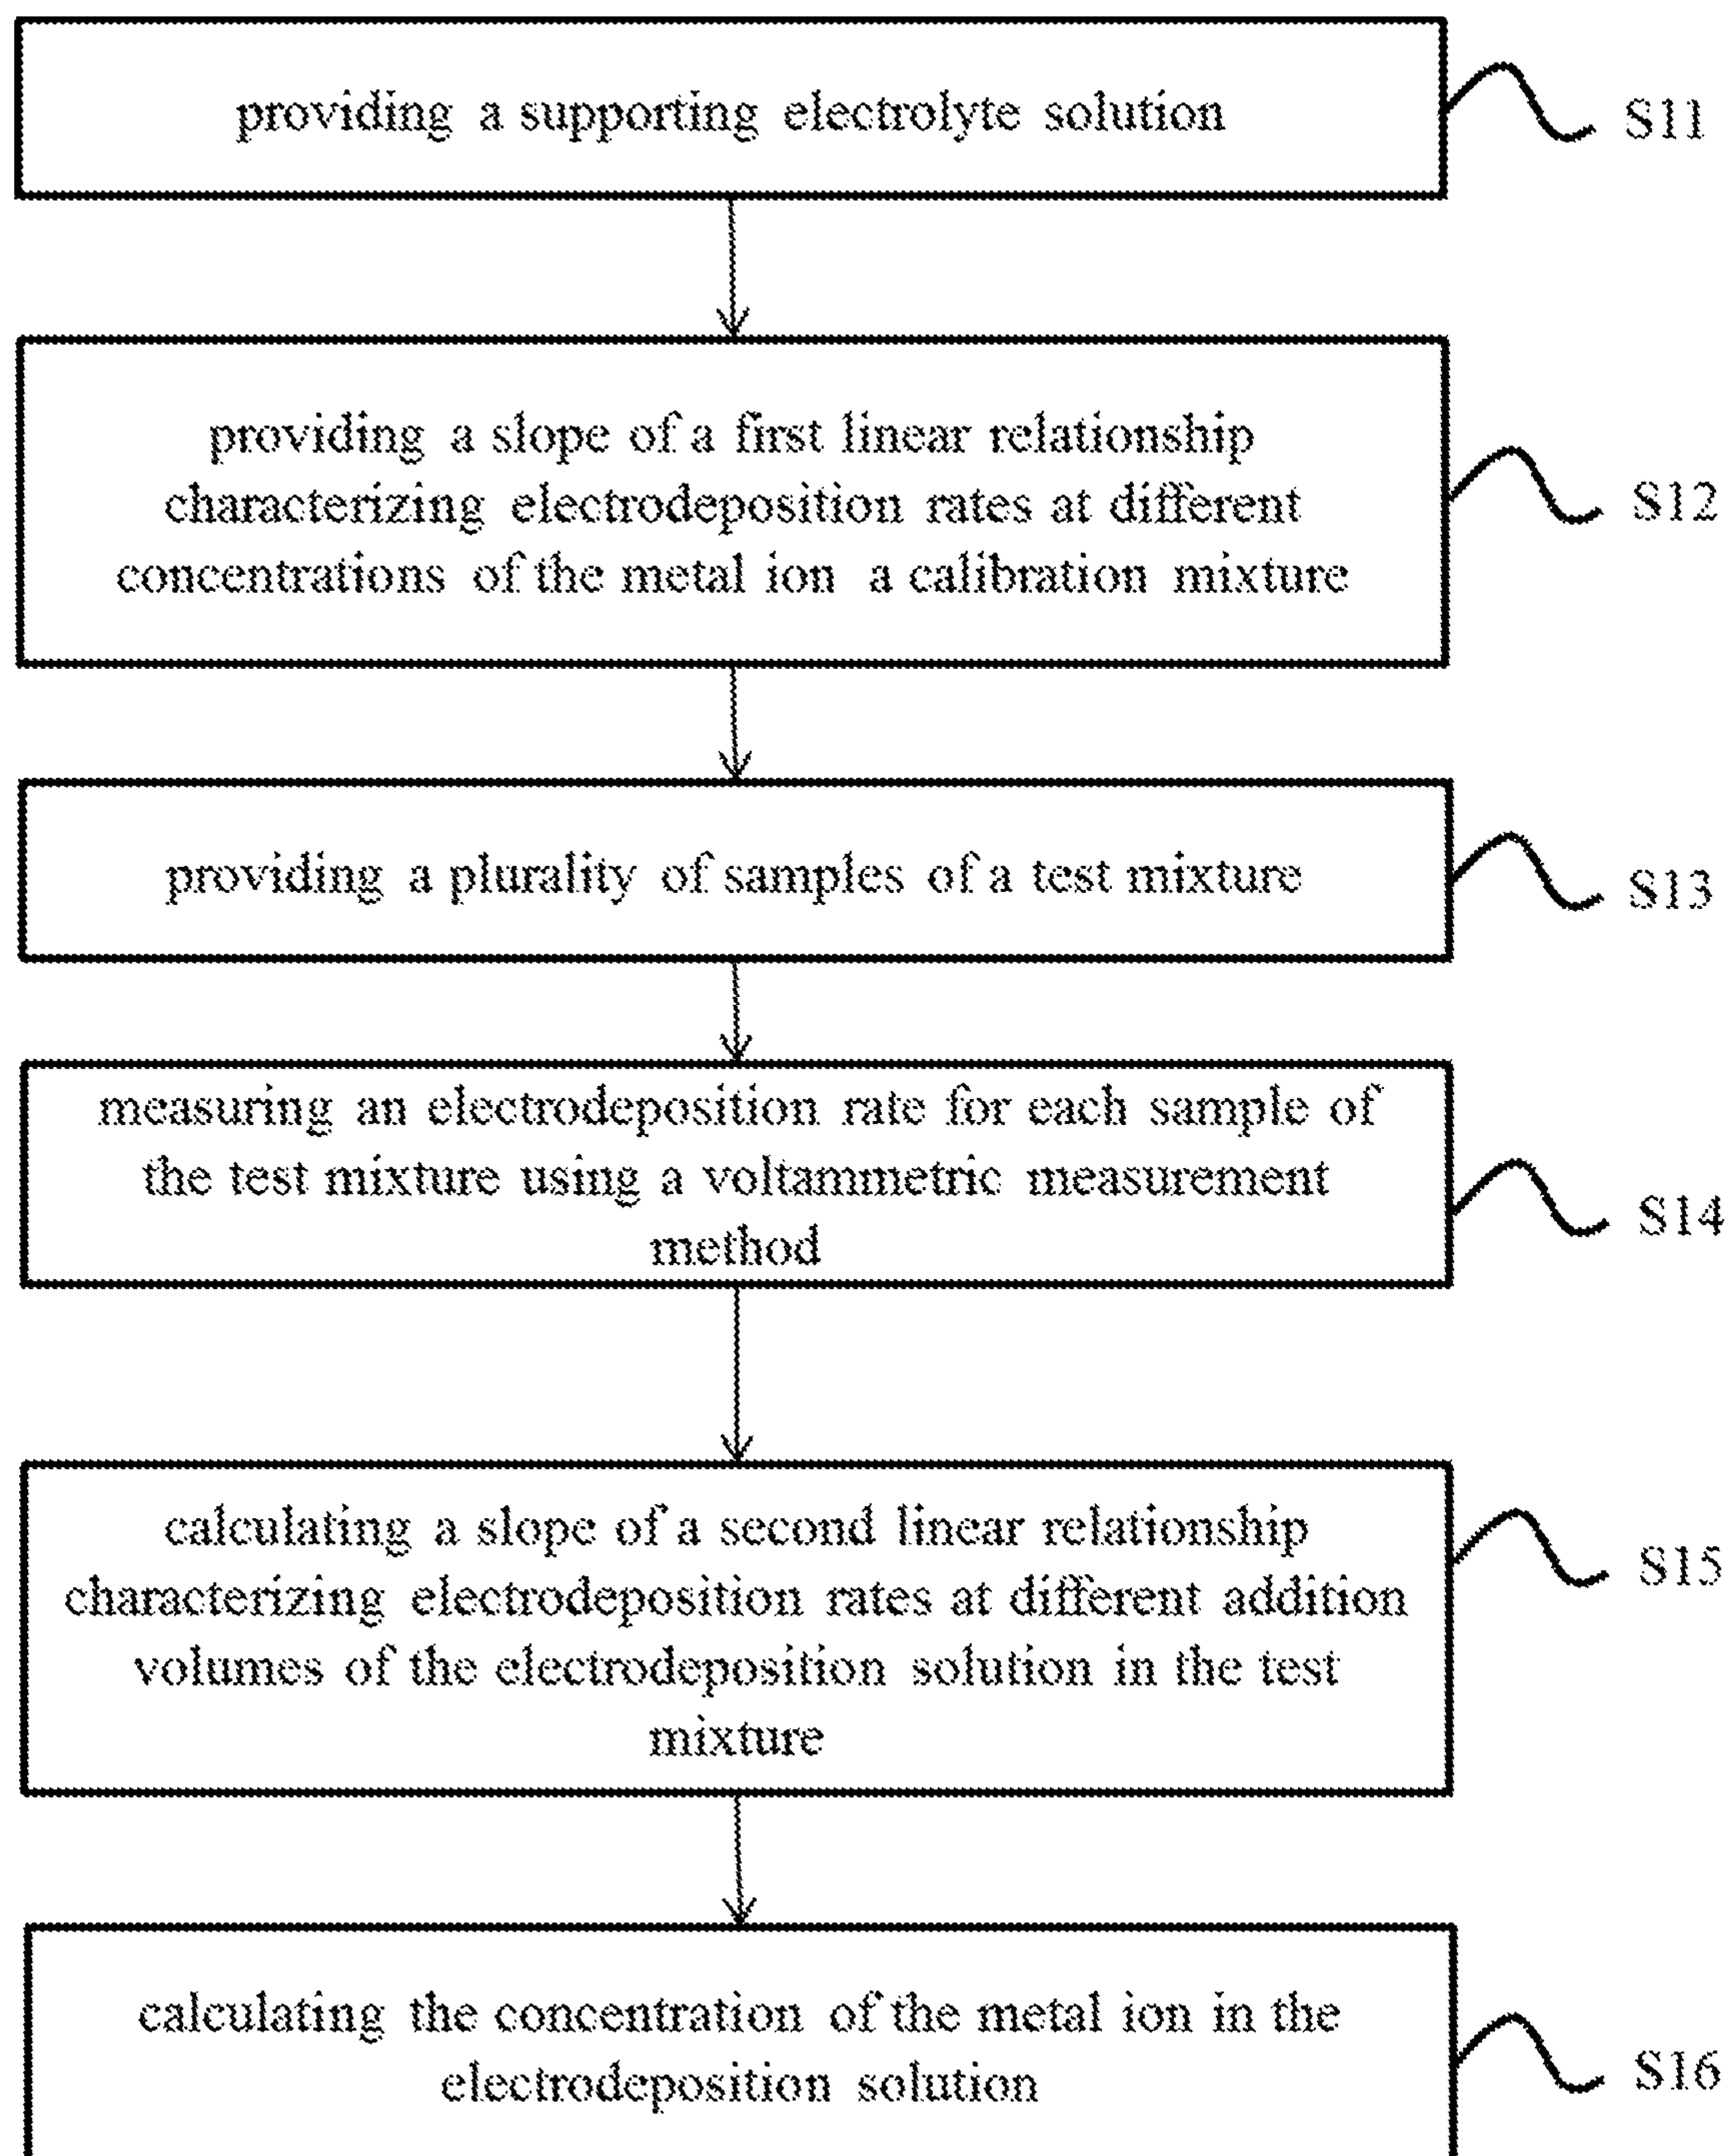 providing a supporting electrolyte solution
S11
providing a slope of a first linear relationship
characterizing electrodeposition rates at different
concentrations of the metal ion a calibration mixture
S12
providing a plurality of samples of a test mixture
S13
measuring an electrodeposition rate for each sample of
the test mixture using a voltammetric measurement
method
S14
calculating a slope of a second linear relationship
characterizing electrodeposition rates at different addition
volumes of the electrodeposition solution in the test
mixture
S15
calculating the concentration of the metal ion in the
electrodeposition solution
S16